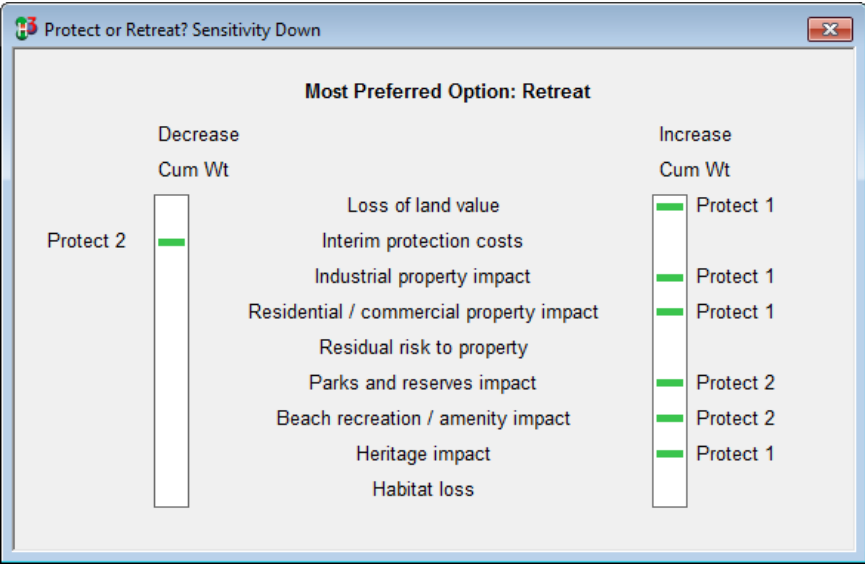 Protect or Retreat? Sensitivity Down
Most Preferred Option: Retreat
Decrease Increase
Cum Wt Cum Wt
Loss of land value Protect 1
Protect 2 Interim protection costs
Industrial property impact Protect 1
Residential / commercial property impact Protect 1
Residual risk to property
Parks and reserves impact Protect 2
Beach recreation / amenity impact Protect 2
Heritage impact Protect 1
Habitat loss